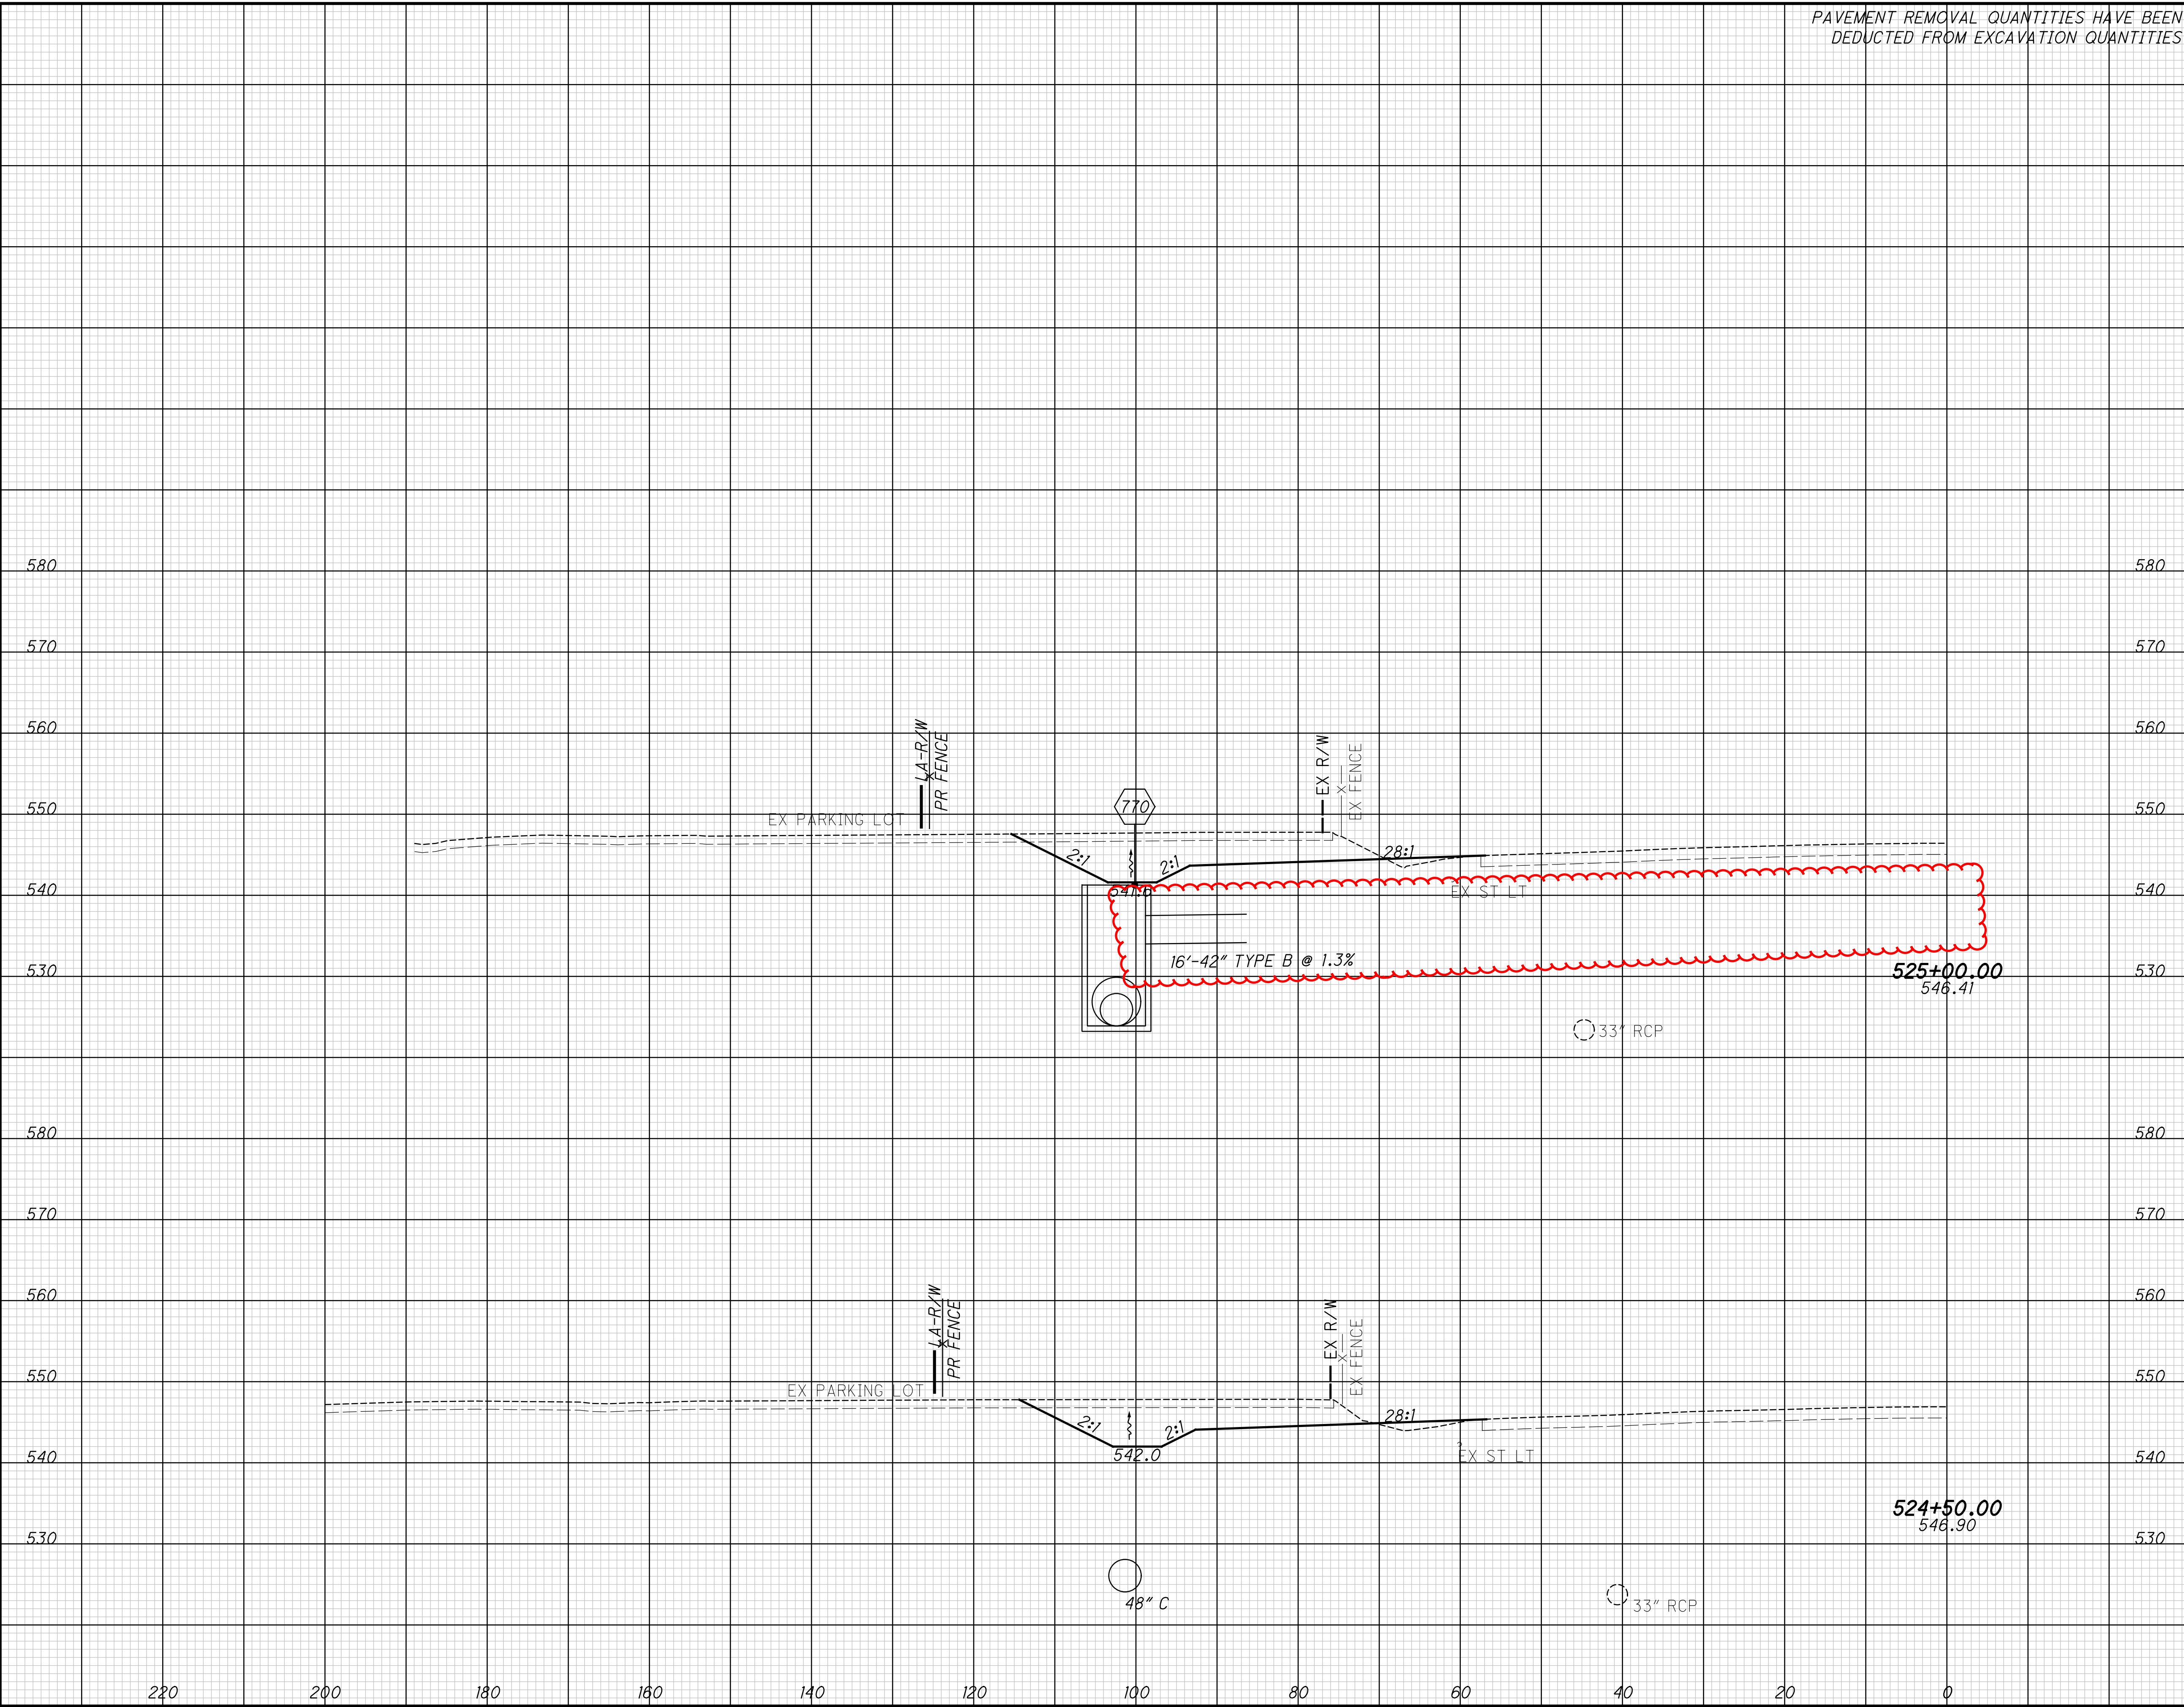 PAVEMENT REMOVAL QUANTITIES HAVE BEEN
DEDUCTED FROM EXCAVATION QUANTITIES
580 580
570 570
560 560
LA-R/W
PR FENCE
EX R/W
X
EX FENCE
550 550
770
EX PARKING LOT
2:1
2:1
28:1
540 540
541.6
EX ST LT
16'-42" TYPE B @ 1.3%
530 530
525+00.00
546.41
33" RCP
580 580
570 570
560 560
LA-R/W
PR FENCE
EX R/W
X
EX FENCE
550 550
EX PARKING LOT
2:1
2:1
28:1
540 540
542.0
EX ST LT
524+50.00
546.90
530 530
48" C
33" RCP
220 200 180 160 140 120 100 80 60 40 20 0